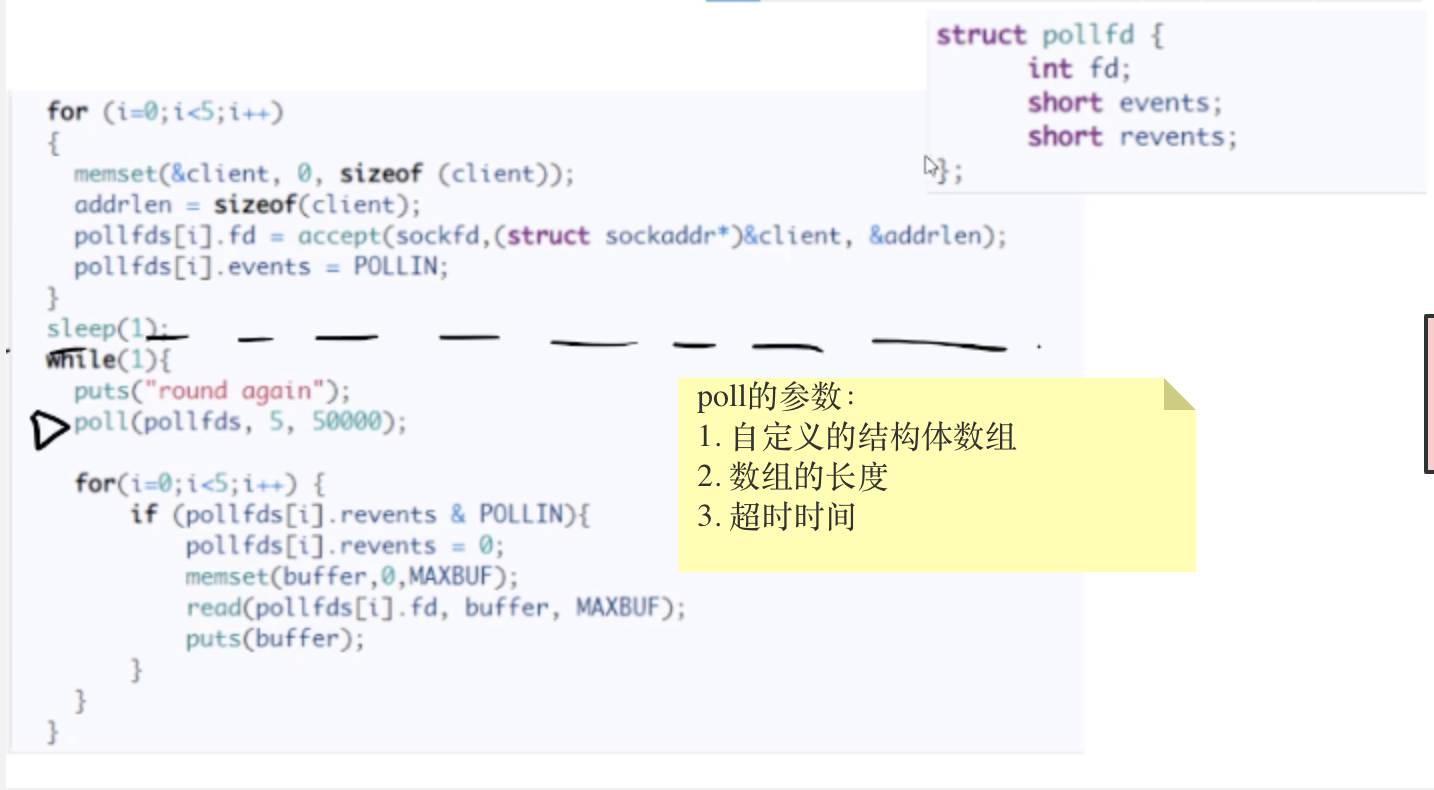 struct pollfd {
int fd;
short events;
short revents;
};
for (i=0;i<5;i++)
{
memset(&client, 0, sizeof (client));
addrlen = sizeof(client);
pollfds[i].fd = accept(sockfd,(struct sockaddr*)&client, &addrlen);
pollfds[i].events = POLLIN;
}
sleep(1);
while(1){
puts("round again");
poll(pollfds, 5, 50000);
for(i=0;i<5;i++) {
if (pollfds[i].revents & POLLIN){
pollfds[i].revents = 0;
memset(buffer,0,MAXBUF);
read(pollfds[i].fd, buffer, MAXBUF);
puts(buffer);
}
}
}
poll的参数：
1. 自定义的结构体数组
2. 数组的长度
3. 超时时间